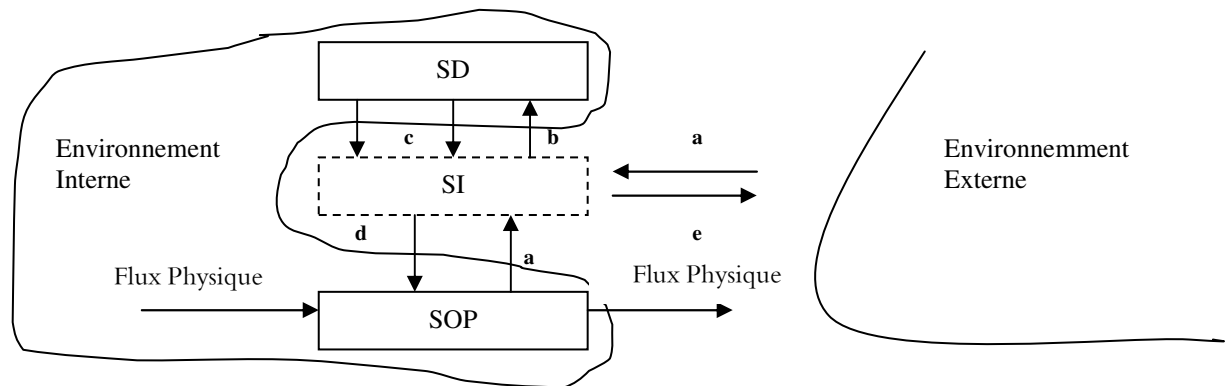 SD
c
b
a
Environnement
Interne
SI
Environnemment
Externe
d
a
e
Flux Physique
Flux Physique
SOP